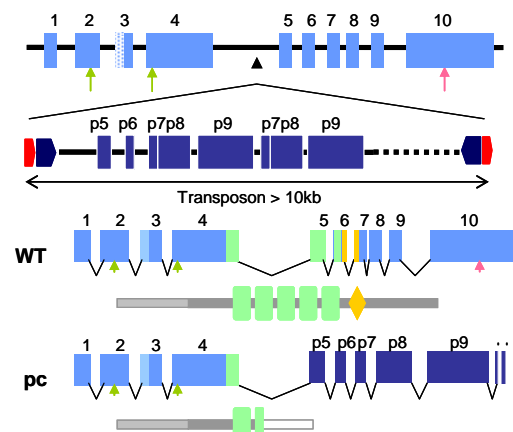 1 2 3 4 5 6 7 8 9 10
p5 p6 p7p8 p9 p7p8 p9
Transposon > 10kb
1 2 3 4 5 6 7 8 9 10
WT
1 2 3 4 p5 p6 p7 p8 p9 . .
pc